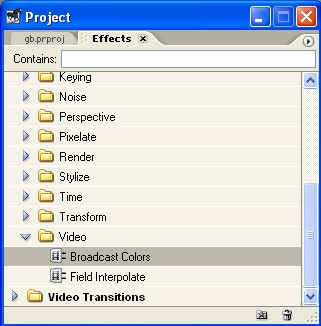 Project
gb.prproj
Effects
Contains:
Keying
Noise
Perspective
Pixelate
Render
Stylize
Time
Transform
Video
Broadcast Colors
Field Interpolate
Video Transitions